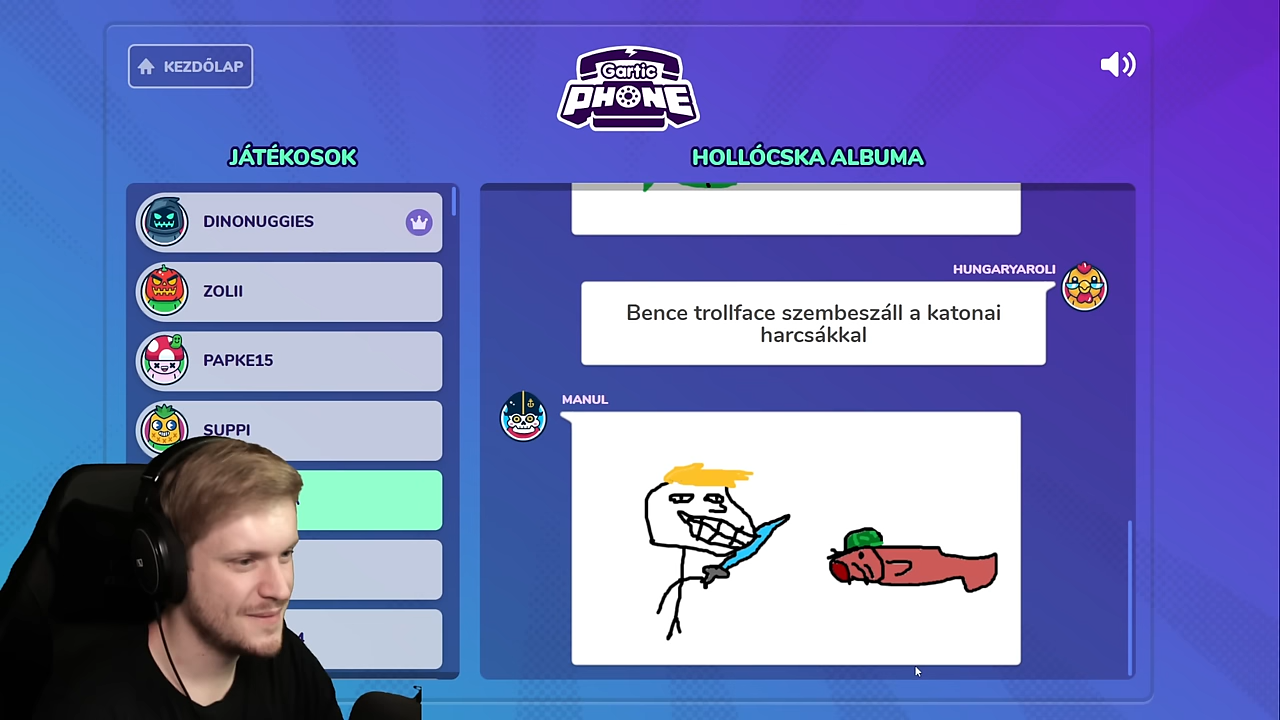 KEZDŐLAP
Gartic
PHONE
JÁTÉKOSOK
HOLLÓCSKA ALBUMA
DINONUGGIES
ZOLII
PAPKE15
SUPPI
HUNGARYAROLI
Bence trollface szembeszáll a katonai
harcsákkal
MANUL